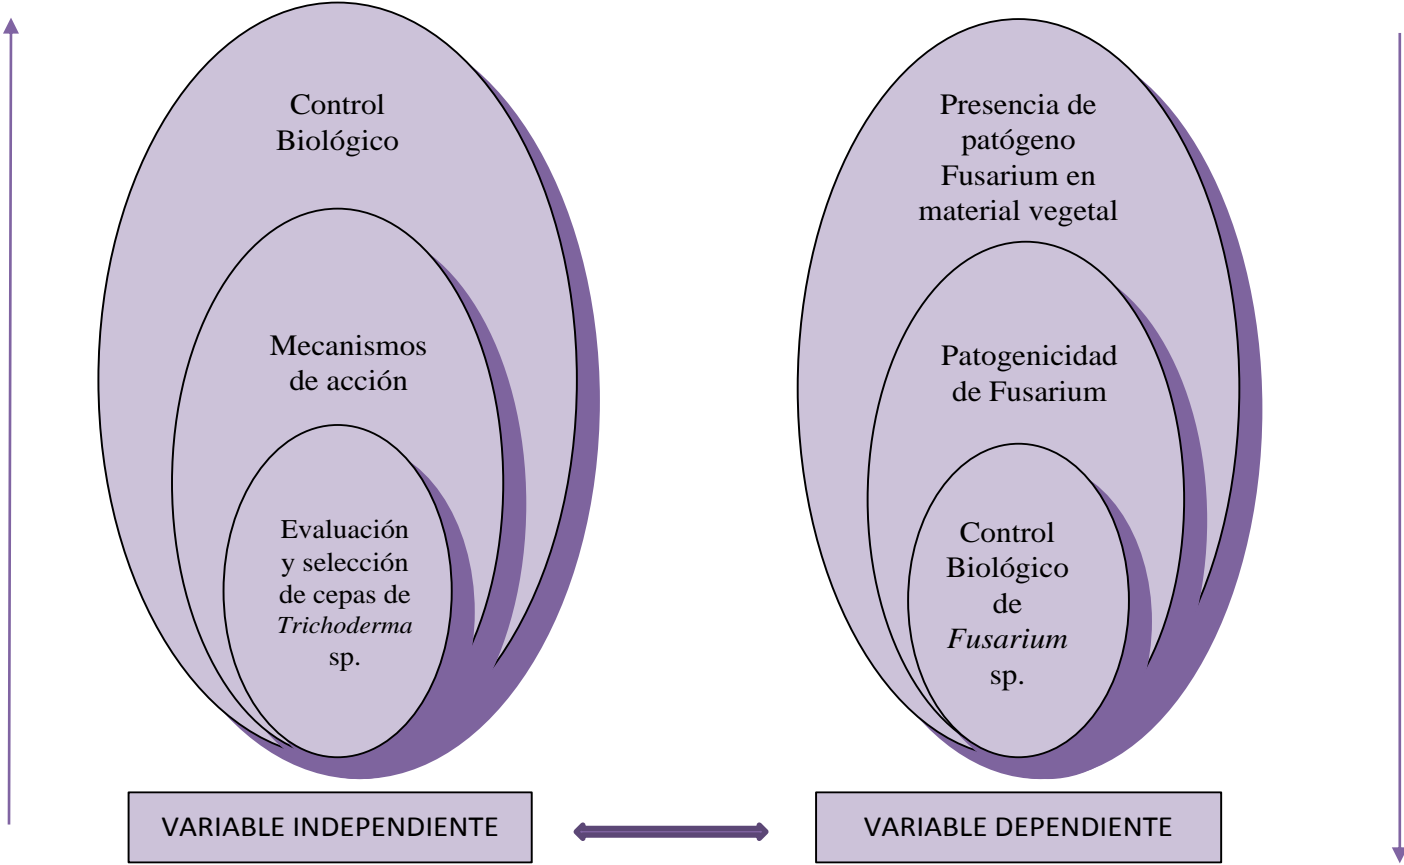 Control
Biológico
Mecanismos
de acción
Evaluación
y selección
de cepas de
Trichoderma
sp.
VARIABLE INDEPENDIENTE
Presencia de
patógeno
Fusarium en
material vegetal
Patogenicidad
de Fusarium
Control
Biológico
de
Fusarium
sp.
VARIABLE DEPENDIENTE